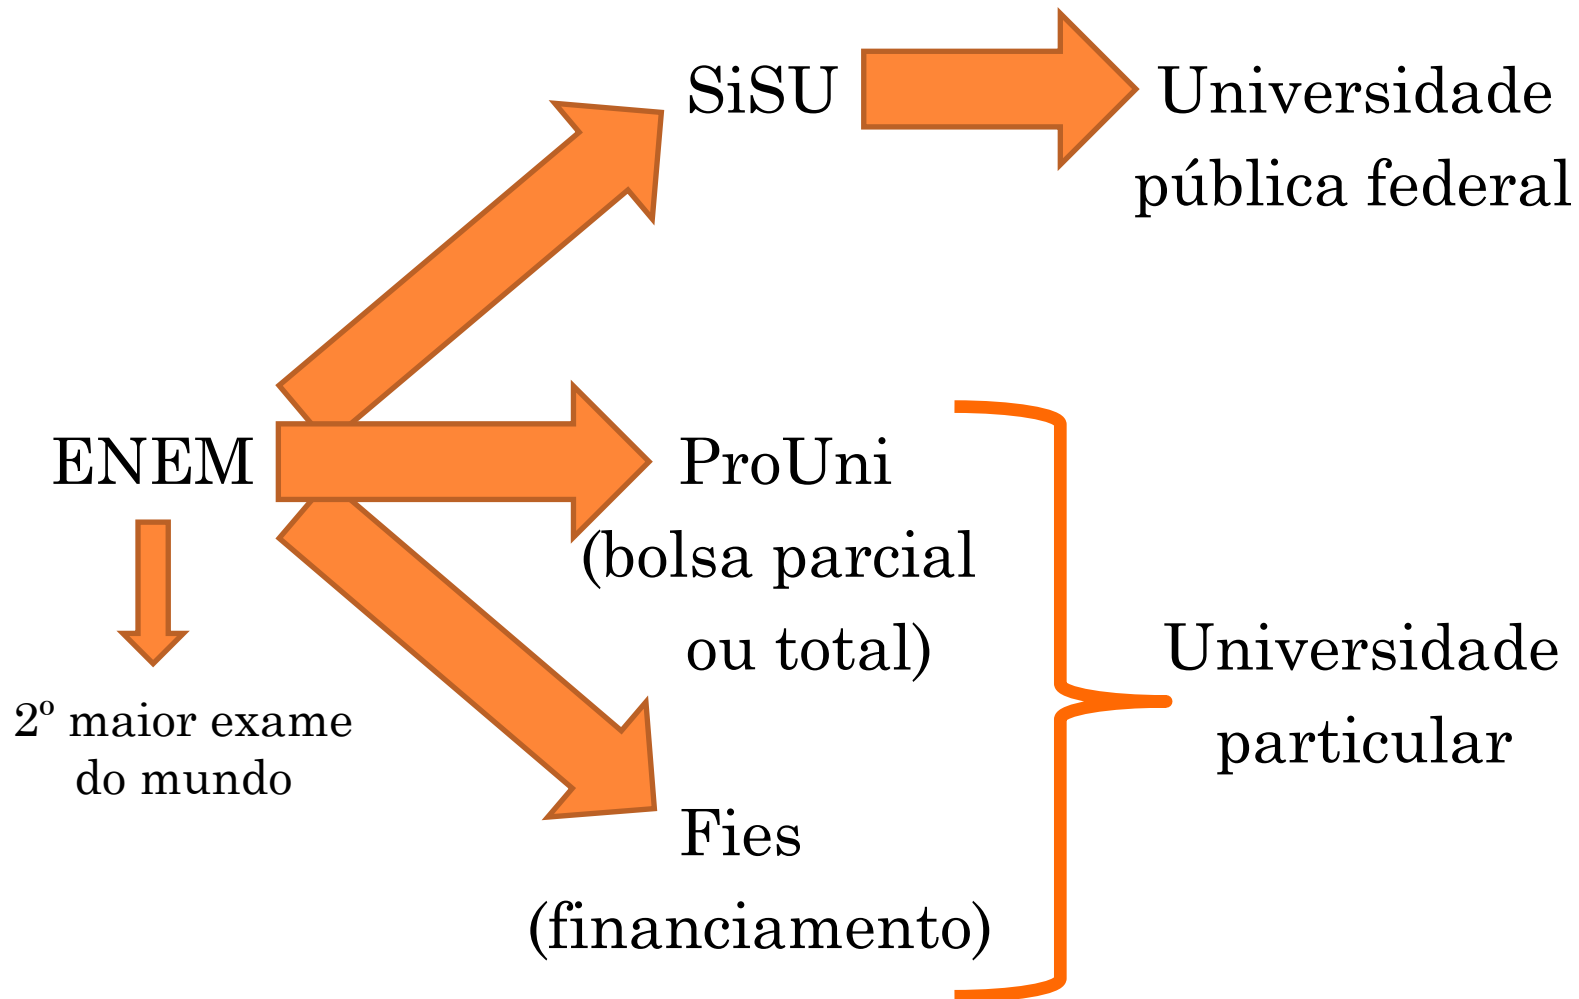 SiSU
Universidade
pública federal
ENEM
2º maior exame
do mundo
ProUni
(bolsa parcial
ou total)
Fies
(financiamento)
Universidade
particular